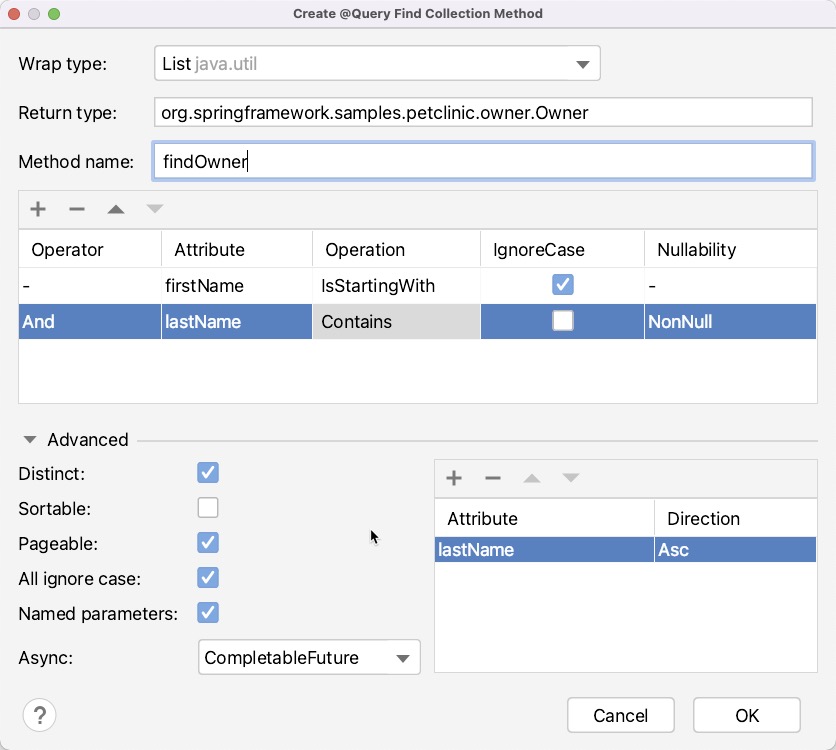 Create @Query Find Collection Method
Wrap type: List java.util
Return type: org.springframework.samples.petclinic.owner.Owner
Method name: findOwner
Operator Attribute Operation IgnoreCase Nullability
- firstName IsStartingWith -
And lastName Contains NonNull
Advanced
Distinct:
Sortable:
Pageable:
All ignore case:
Named parameters:
Async: CompletableFuture
Attribute Direction
lastName Asc
?
Cancel OK